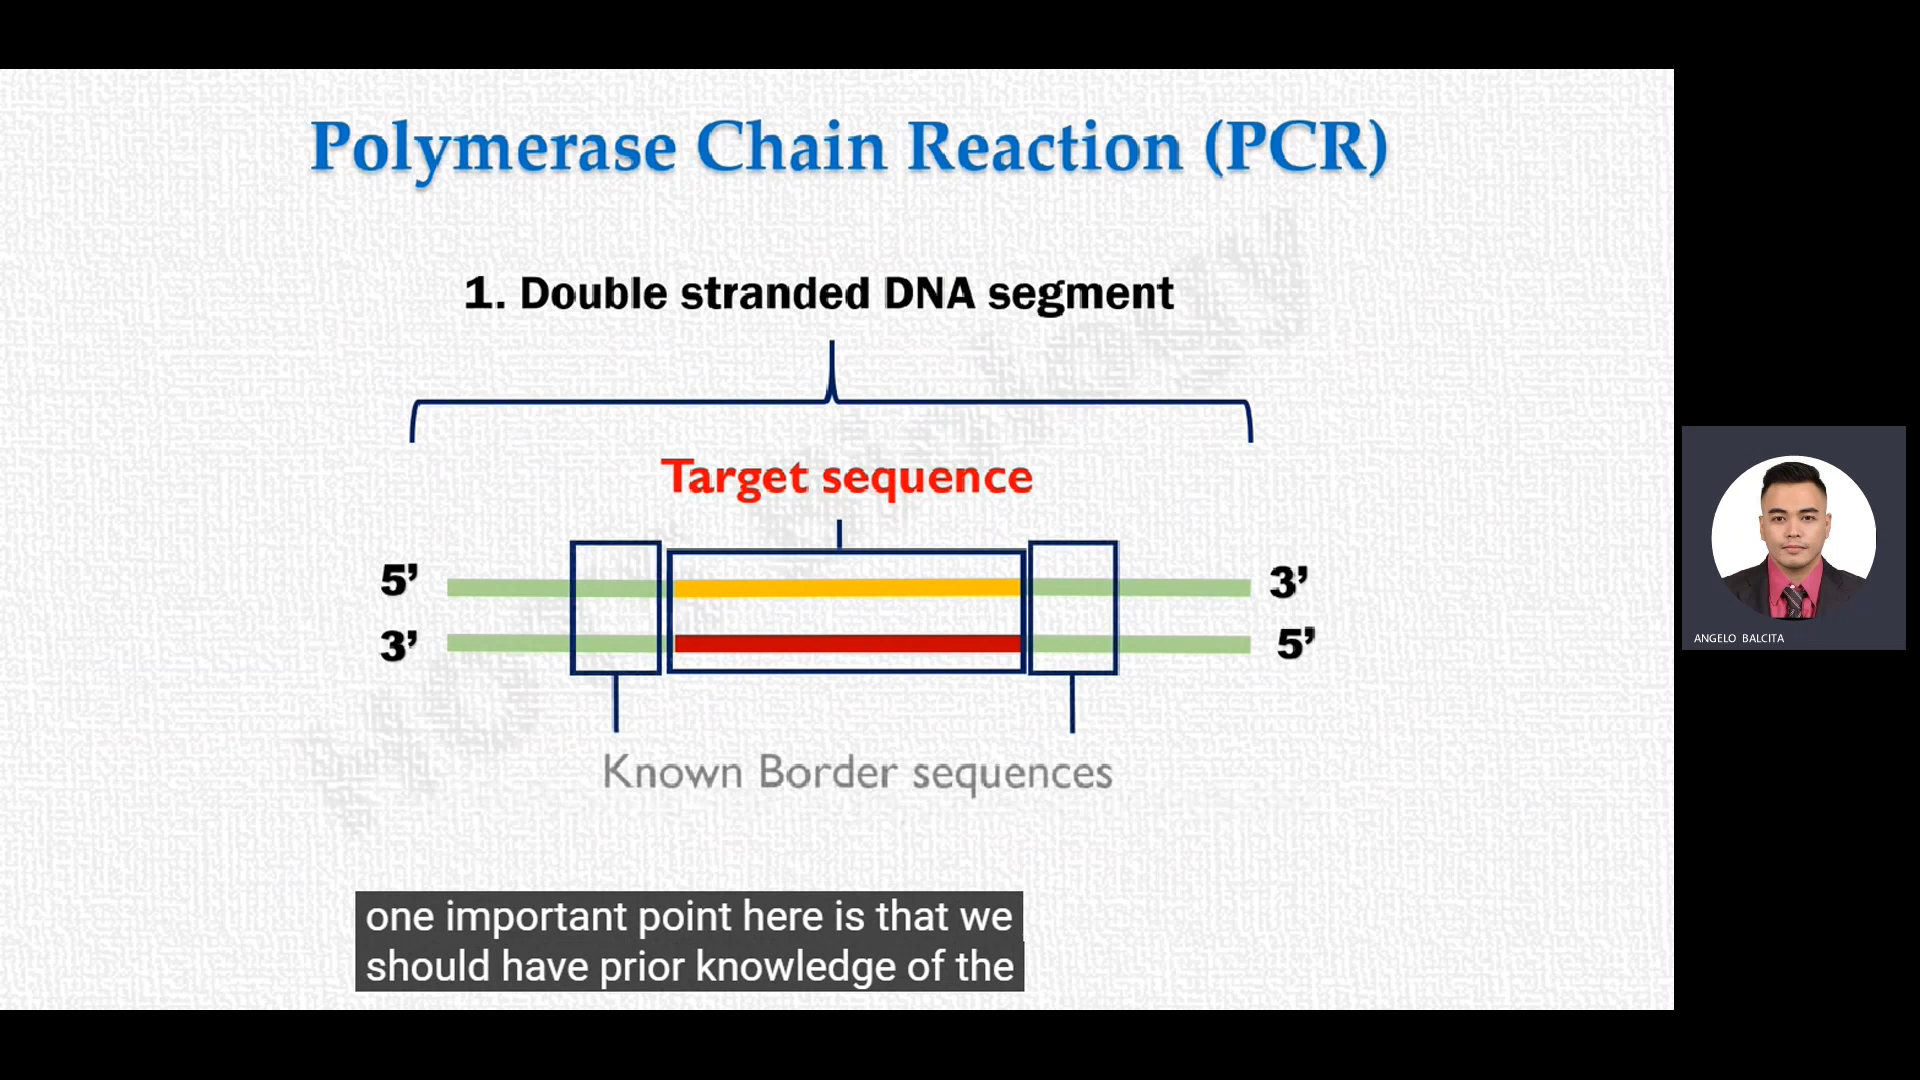 Polymerase Chain Reaction (PCR)
1. Double stranded DNA segment
Target sequence
5’ 3’
3’ 5’
ANGELO BALCITA
Known Border sequences
one important point here is that we
should have prior knowledge of the